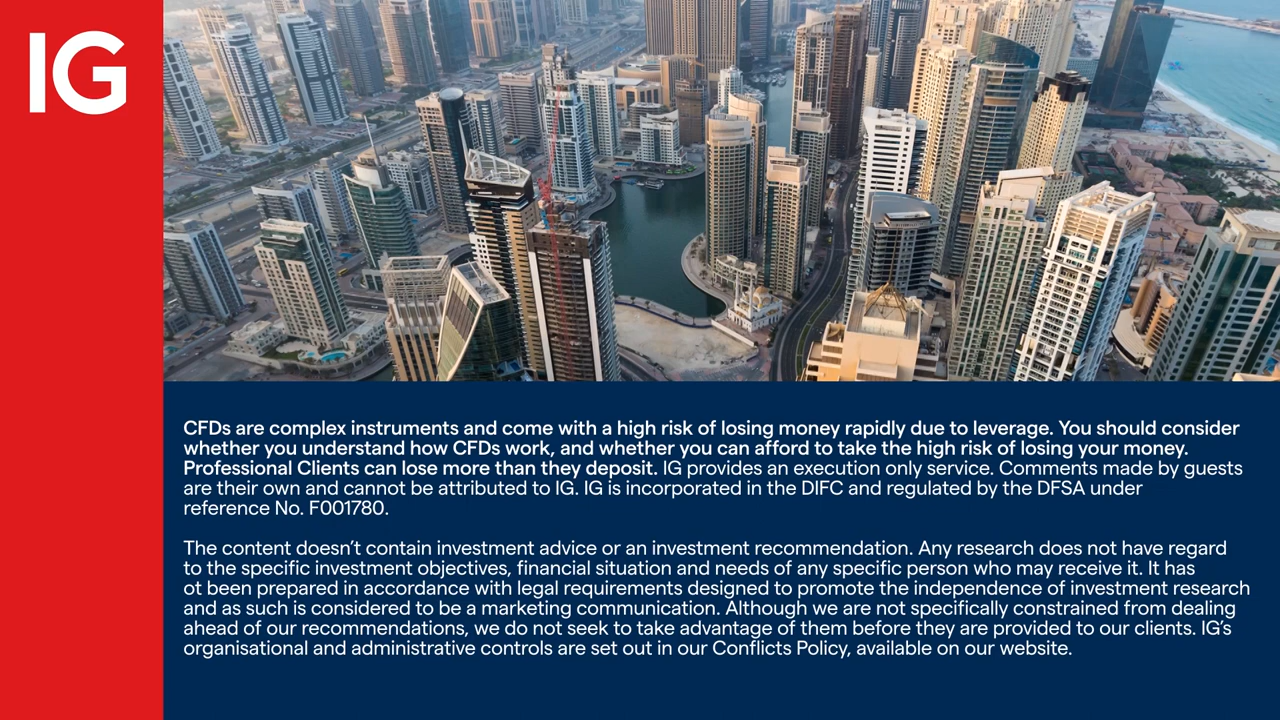 IG
CFDs are complex instruments and come with a high risk of losing money rapidly due to leverage. You should consider
whether you understand how CFDs work, and whether you can afford to take the high risk of losing your money.
Professional Clients can lose more than they deposit. IG provides an execution only service. Comments made by guests
are their own and cannot be attributed to IG. IG is incorporated in the DIFC and regulated by the DFSA under
reference No. F001780.
The content doesn’t contain investment advice or an investment recommendation. Any research does not have regard
to the specific investment objectives, financial situation and needs of any specific person who may receive it. It has
ot been prepared in accordance with legal requirements designed to promote the independence of investment research
and as such is considered to be a marketing communication. Although we are not specifically constrained from dealing
ahead of our recommendations, we do not seek to take advantage of them before they are provided to our clients. IG’s
organisational and administrative controls are set out in our Conflicts Policy, available on our website.